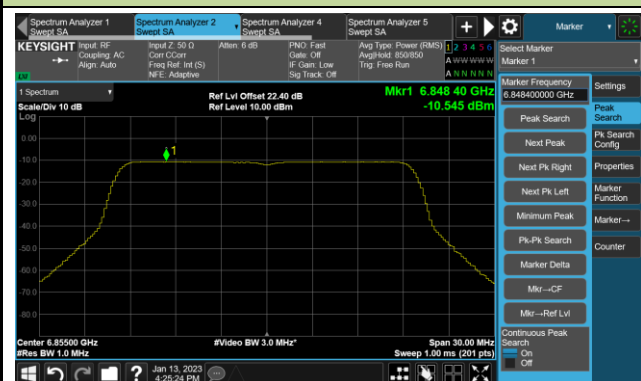 Spectrum Analyzer 1
Swept SA
Spectrum Analyzer 2
Swept SA
Spectrum Analyzer 4
Swept SA
Spectrum Analyzer 5
Swept SA
Marker
KEYSIGHT
Input: RF
Coupling: AC
Align: Auto
Input Z: 50 Ω
Corr CCorr
Freq Ref: Int (S)
NFE: Adaptive
Atten: 6 dB
PNO: Fast
Gate: Off
IF Gain: Low
Sig Track: Off
Avg Type: Power (RMS)
Avg|Hold: 850/850
Trig: Free Run
1 2 3 4 5 6
A W W W W W
A N N N N N
LVI
Select Marker
Marker 1
1 Spectrum
Scale/Div 10 dB
Ref Lvl Offset 22.40 dB
Ref Level 10.00 dBm
Mkr1 6.848 40 GHz
-10.545 dBm
Log
0.00
-10.0
-20.0
-30.0
-40.0
-50.0
-60.0
-70.0
-80.0
1
Center 6.85500 GHz
#Res BW 1.0 MHz
#Video BW 3.0 MHz*
Span 30.00 MHz
Sweep 1.00 ms (201 pts)
Marker Frequency
6.848400000 GHz
Peak Search
Next Peak
Next Pk Right
Next Pk Left
Minimum Peak
Pk-Pk Search
Marker Delta
Mkr→CF
Mkr→Ref Lvl
Continuous Peak
Search
On
Off
Settings
Peak
Search
Pk Search
Config
Properties
Marker
Function
Marker→
Counter
Jan 13, 2023
4:25:24 PM